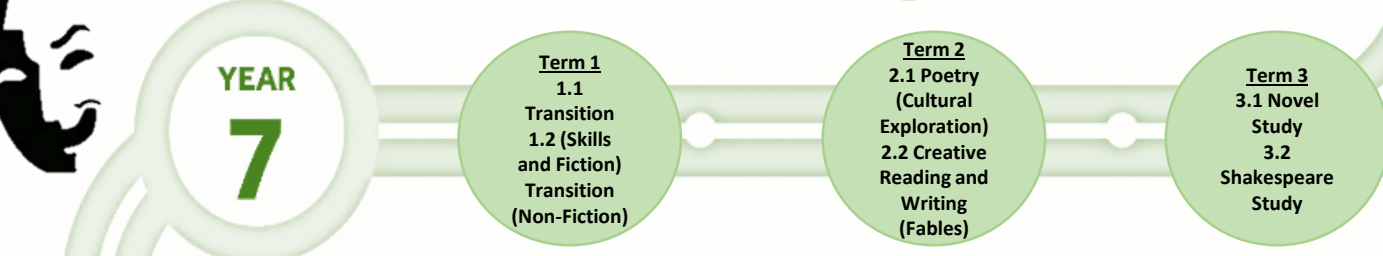 YEAR
7
Term 1
1.1
Transition
1.2 (Skills
and Fiction)
Transition
(Non-Fiction)
Term 2
2.1 Poetry
(Cultural
Exploration)
2.2 Creative
Reading and
Writing
(Fables)
Term 3
3.1 Novel
Study
3.2
Shakespeare
Study